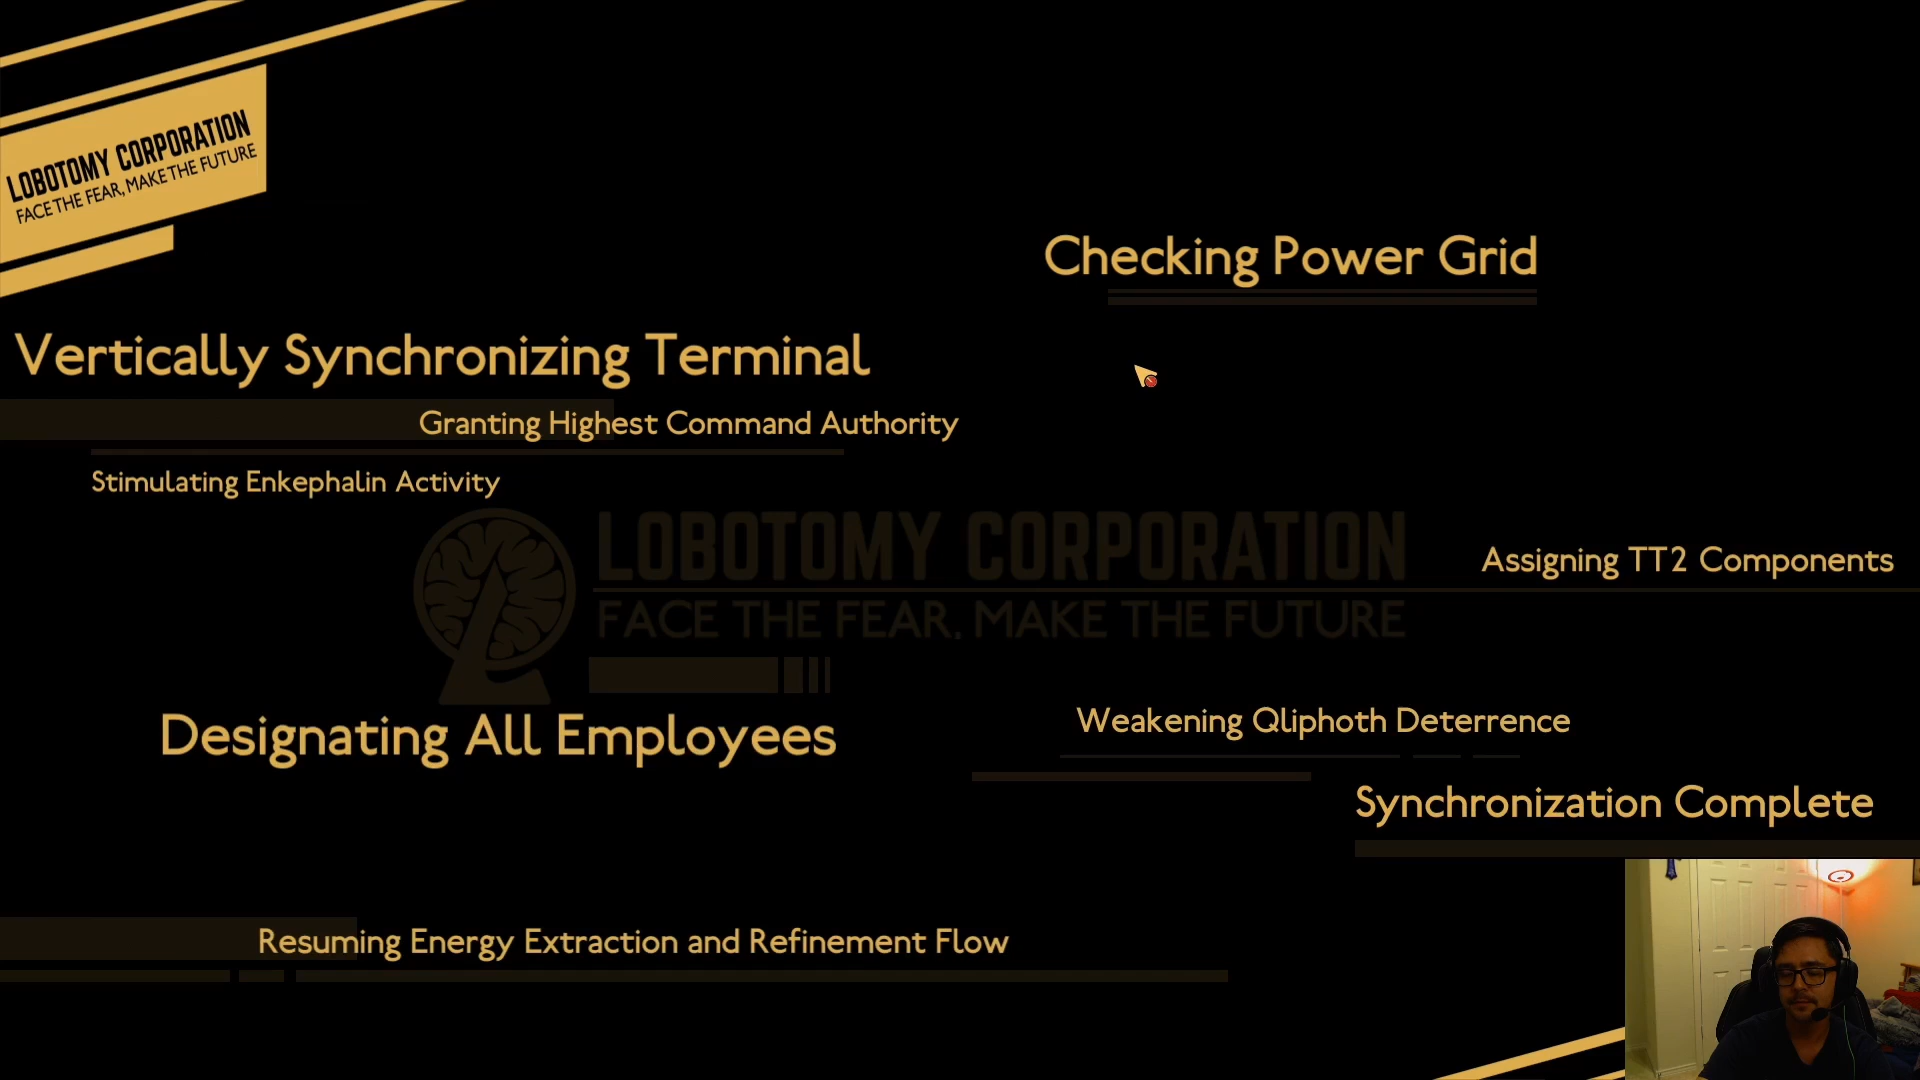 LOBOTOMY CORPORATION
FACE THE FEAR, MAKE THE FUTURE
Checking Power Grid
Vertically Synchronizing Terminal
Granting Highest Command Authority
Stimulating Enkephalin Activity
LOBOTOMY CORPORATION
FACE THE FEAR, MAKE THE FUTURE
Assigning TT2 Components
Designating All Employees
Weakening Qliphoth Deterrence
Synchronization Complete
Resuming Energy Extraction and Refinement Flow